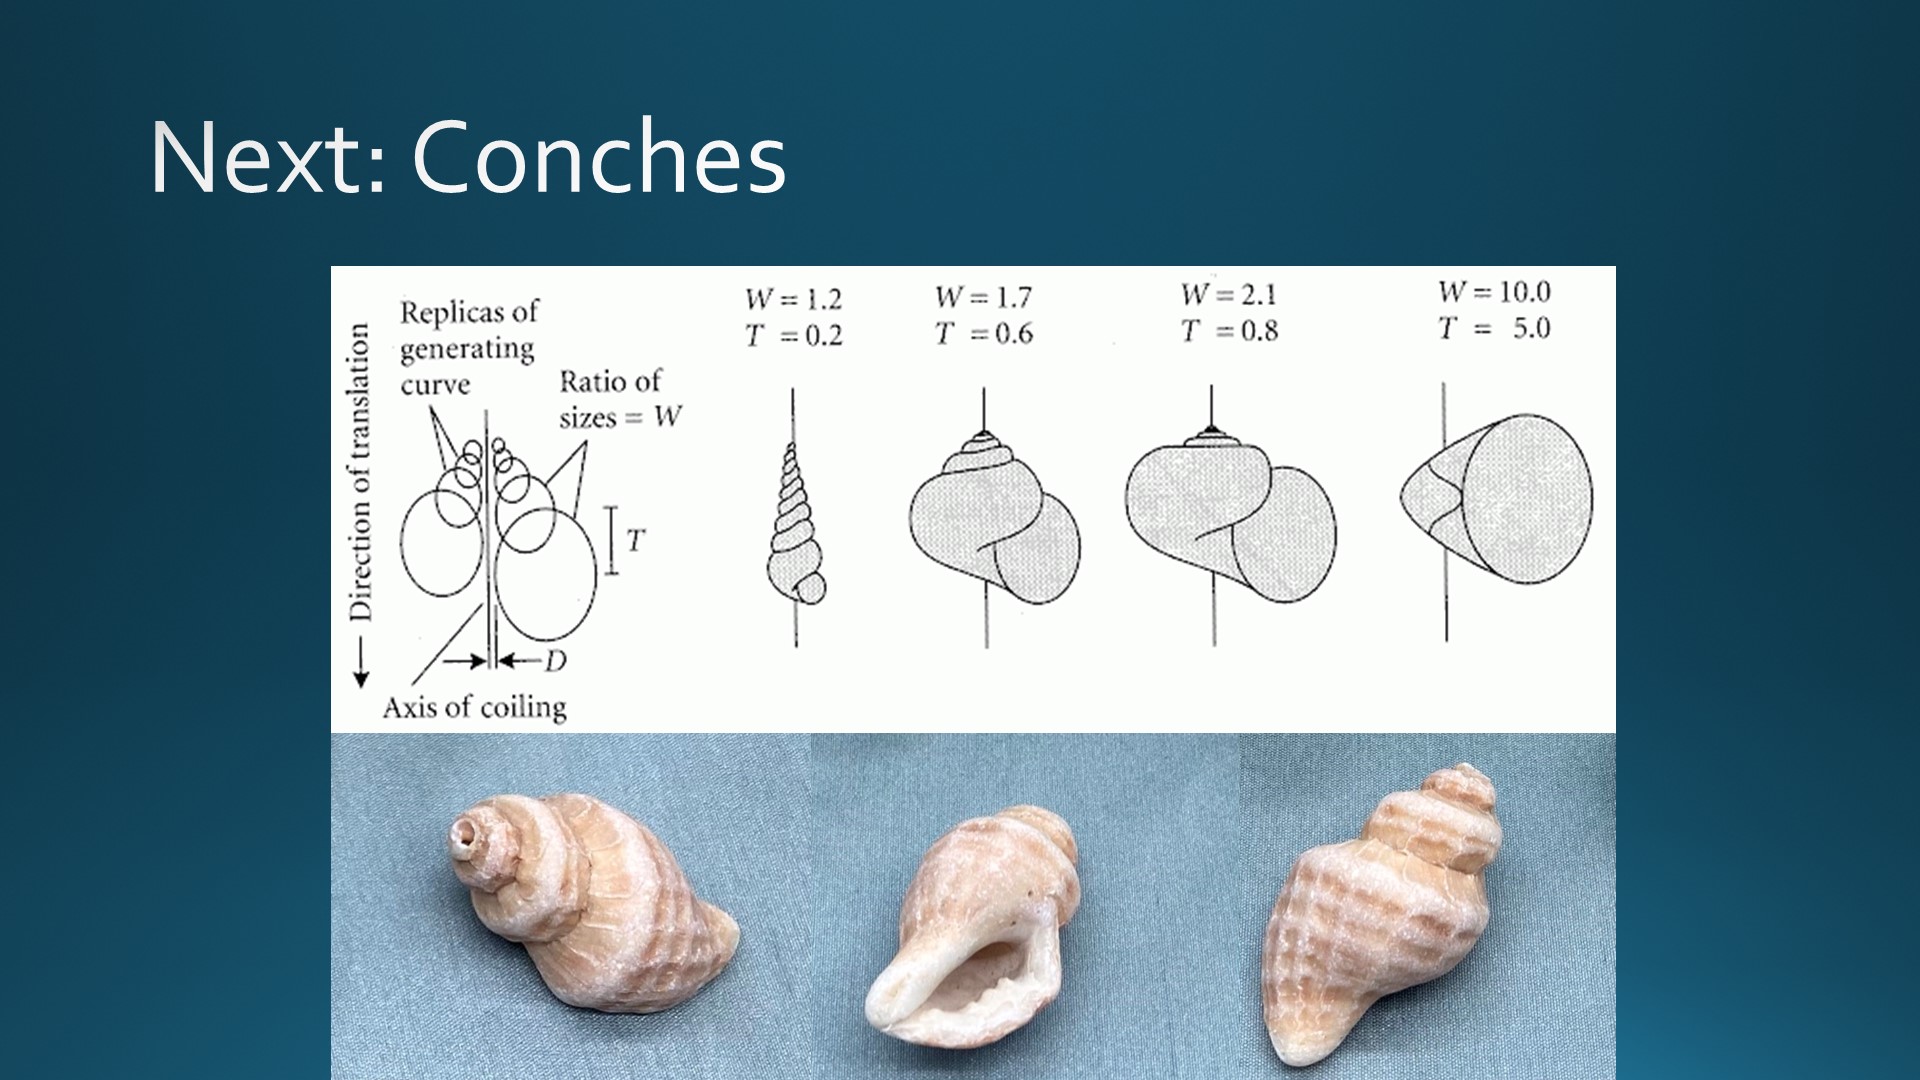 Next: Conches
Direction of translation
Replicas of
generating
curve
Ratio of
sizes = W
T
D
Axis of coiling
W = 1.2
T = 0.2
W = 1.7
T = 0.6
W = 2.1
T = 0.8
W = 10.0
T = 5.0